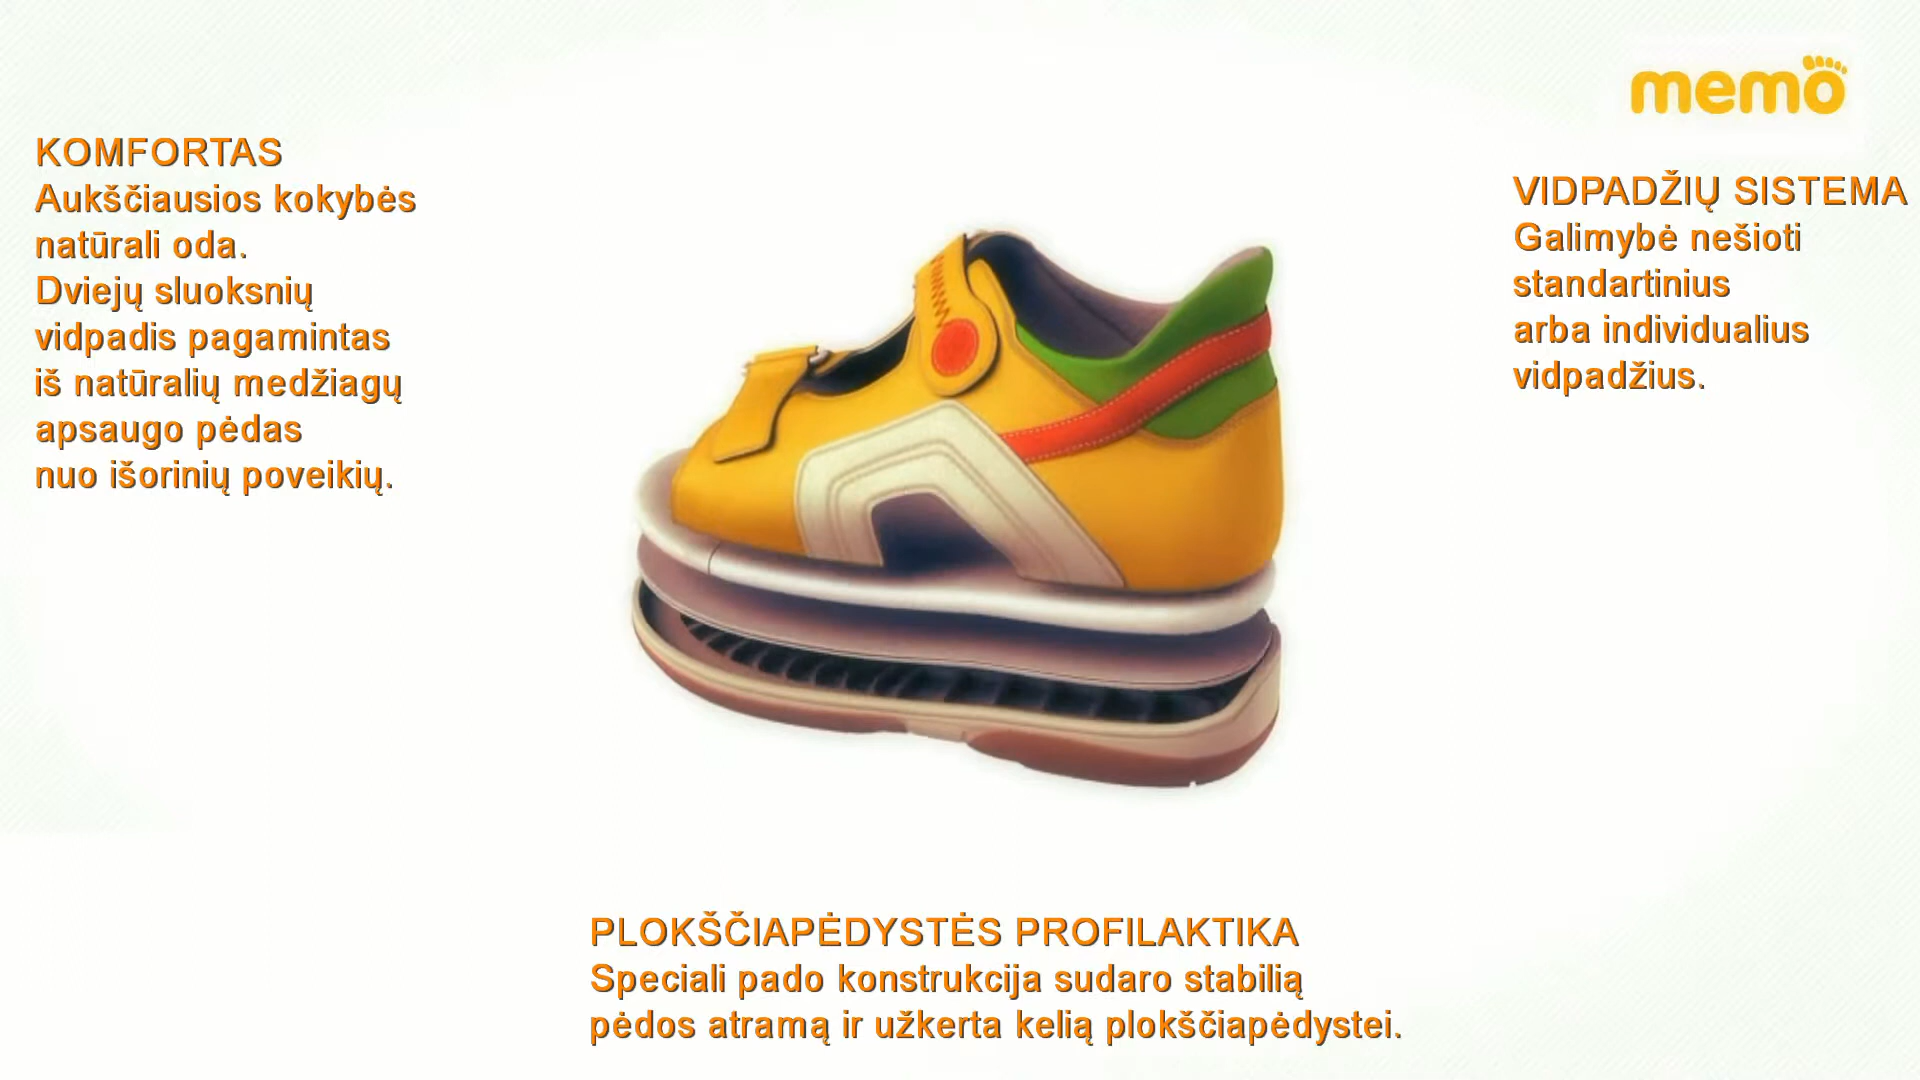 memo
KOMFORTAS
Aukščiausios kokybės
natūrali oda.
Dviejų sluoksnių
vidpadis pagamintas
iš natūralių medžiagų
apsaugo pėdas
nuo išorinių poveikių.
VIDPADŽIŲ SISTEMA
Galimybė nešioti
standartinius
arba individualius
vidpadžius.
PLOKŠČIAPĖDYSTĖS PROFILAKTIKA
Speciali pado konstrukcija sudaro stabilią
pėdos atramą ir užkerta kelią plokščiapėdystei.